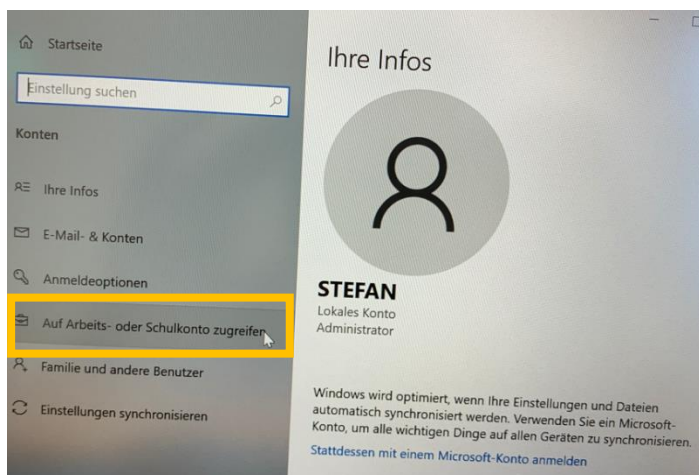 Startseite
Einstellung suchen
Konten
Ihre Infos
E-Mail- & Konten
Anmeldeoptionen
Auf Arbeits- oder Schulkonto zugreifen
Familie und andere Benutzer
Einstellungen synchronisieren
Ihre Infos
STEFAN
Lokales Konto
Administrator
Windows wird optimiert, wenn Ihre Einstellungen und Dateien
automatisch synchronisiert werden. Verwenden Sie ein Microsoft-
Konto, um alle wichtigen Dinge auf allen Geräten zu synchronisieren.
Stattdessen mit einem Microsoft-Konto anmelden